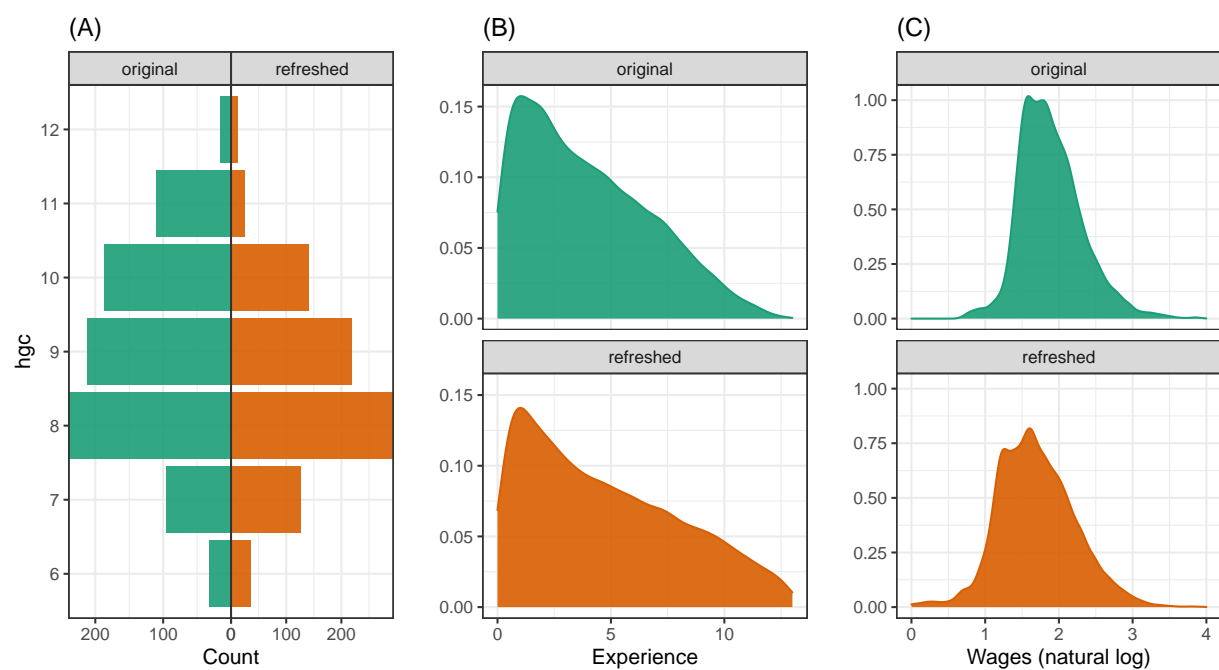 (A)
original refreshed
12
11
10
9
8
7
6
hgc
200 100 0 0 100 200
Count
(B)
original
0.15
0.10
0.05
0.00
refreshed
0.15
0.10
0.05
0.00
0 5 10
Experience
(C)
original
1.00
0.75
0.50
0.25
0.00
refreshed
1.00
0.75
0.50
0.25
0.00
0 1 2 3 4
Wages (natural log)